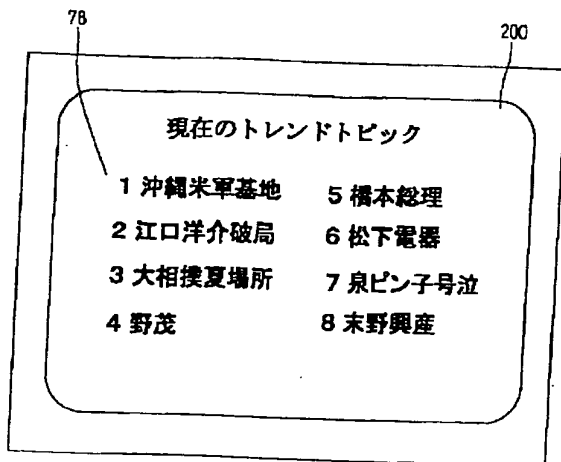 78
200
現在のトレンドトピック
1 沖縄米軍基地
2 江口洋介破局
3 大相撲夏場所
4 野茂
5 橋本総理
6 松下電器
7 泉ピン子号泣
8 末野興産